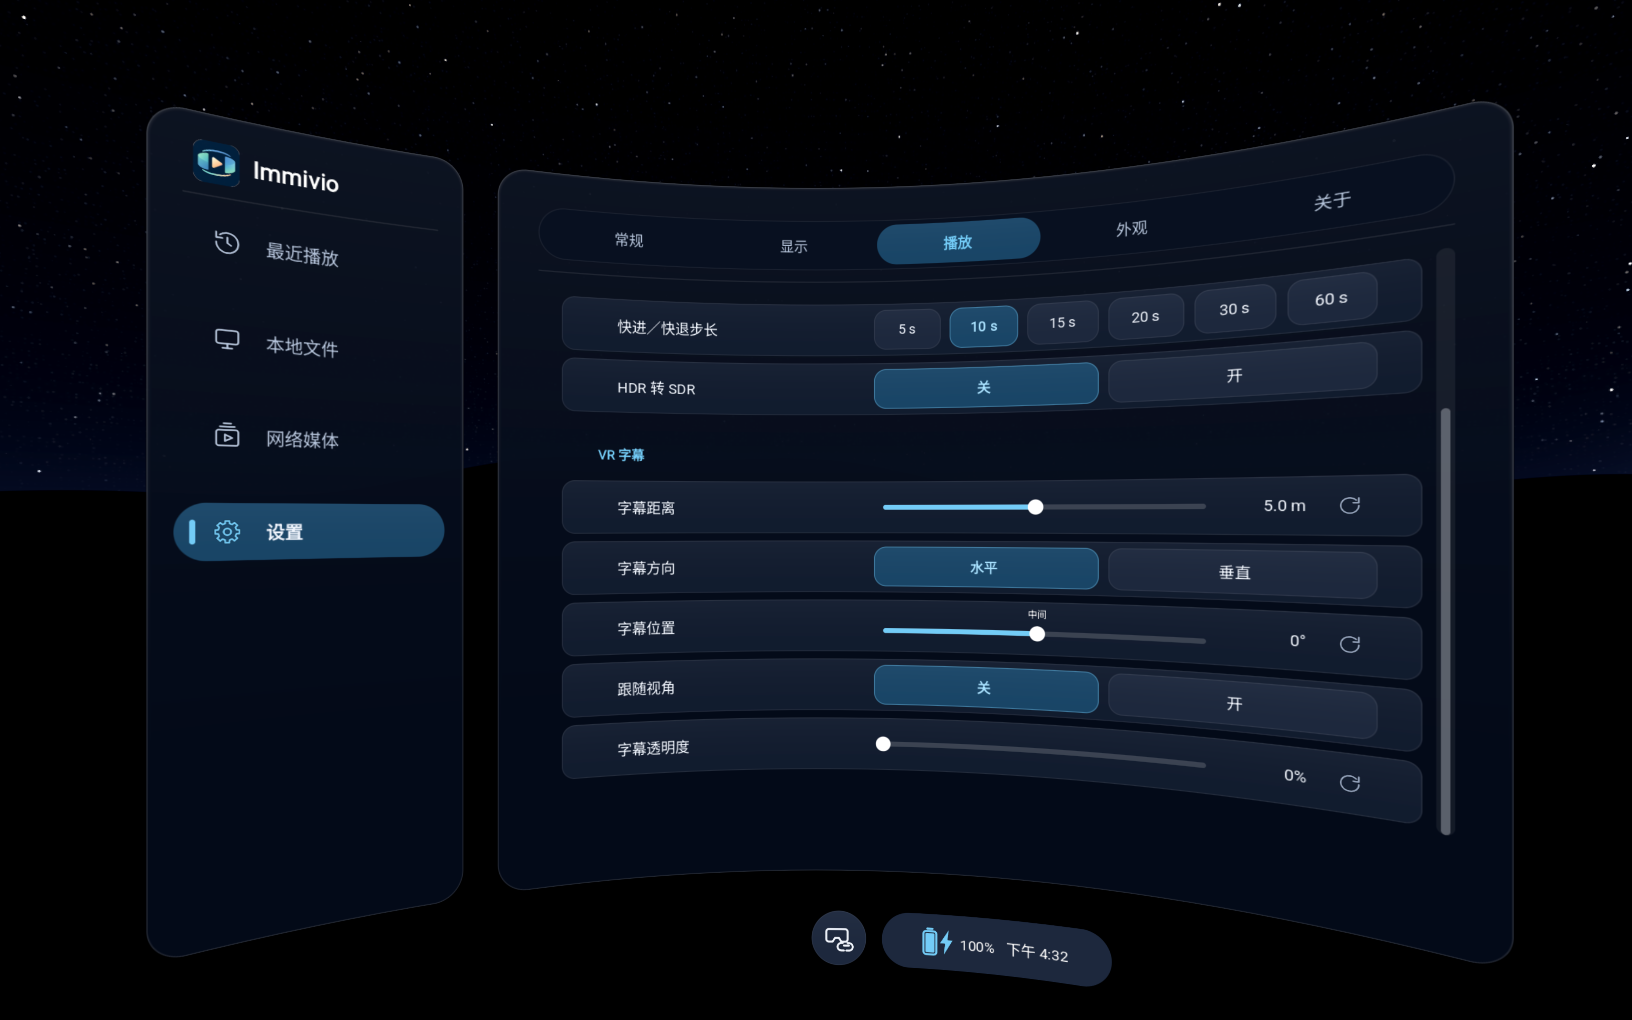 Immivio
最近播放
本地文件
网络媒体
设置
常规
显示
播放
外观
关于
快进／快退步长
5 s
10 s
15 s
20 s
30 s
60 s
HDR 转 SDR
关
开
VR 字幕
字幕距离
5.0 m
字幕方向
水平
垂直
字幕位置
中间
0°
跟随视角
关
开
字幕透明度
0%
100%
下午 4:32